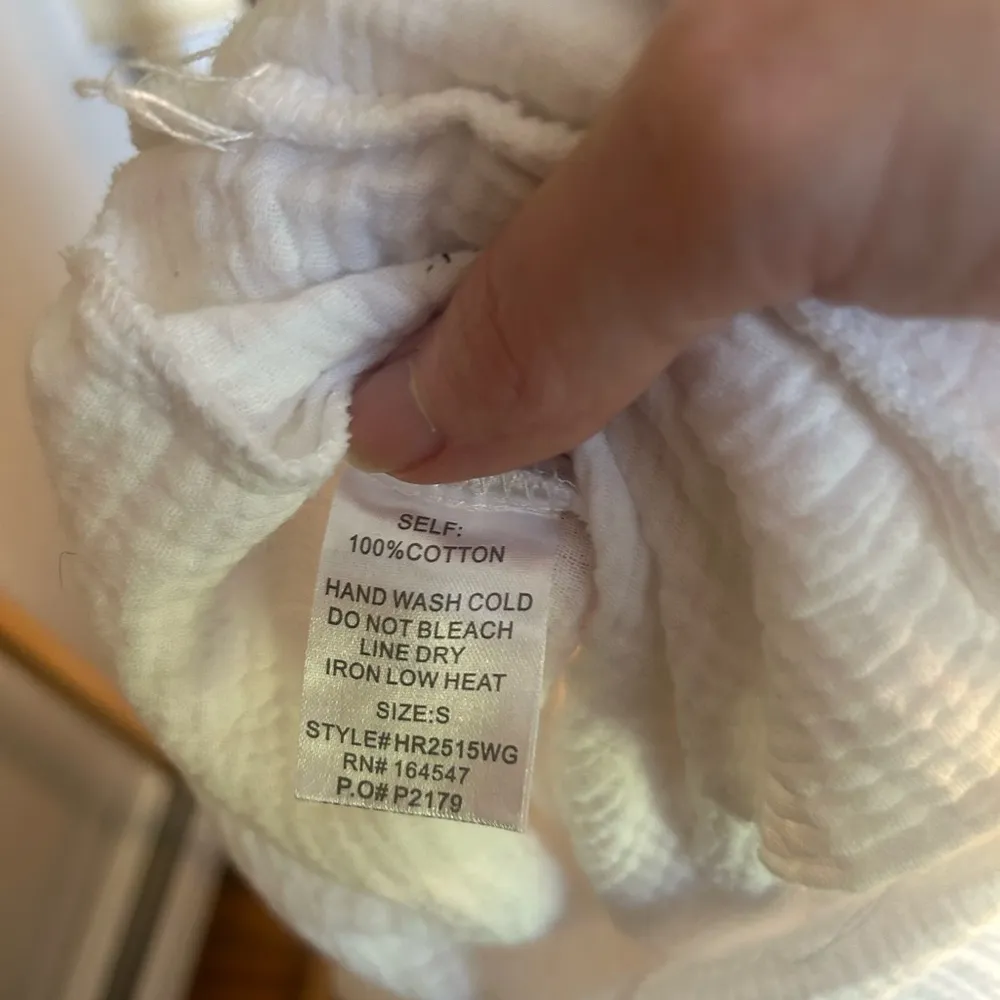 SELF:
100%COTTON
HAND WASH COLD
DO NOT BLEACH
LINE DRY
IRON LOW HEAT
SIZE:S
STYLE#HR2515WG
RN# 164547
P.O# P2179